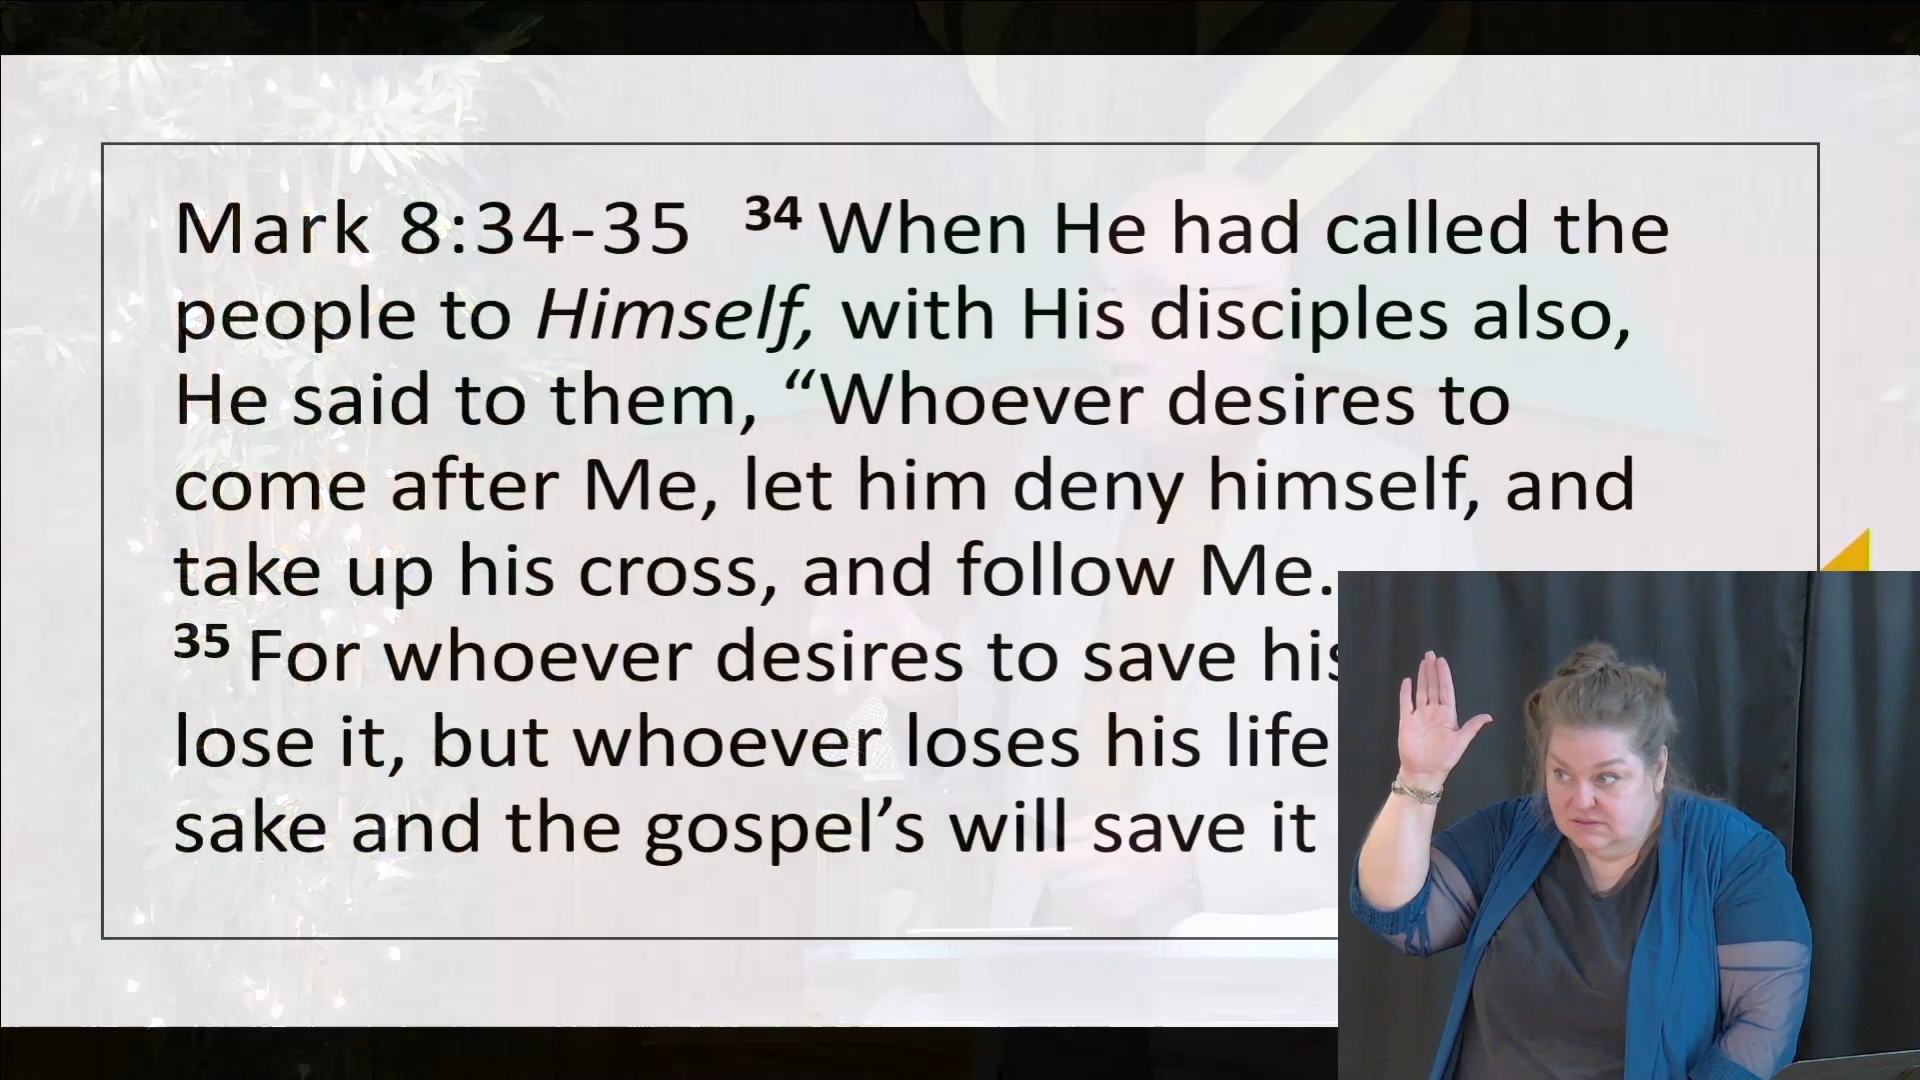 Mark 8:34-35 34 When He had called the
people to Himself, with His disciples also,
He said to them, “Whoever desires to
come after Me, let him deny himself, and
take up his cross, and follow Me.
35 For whoever desires to save his
lose it, but whoever loses his life
sake and the gospel’s will save it